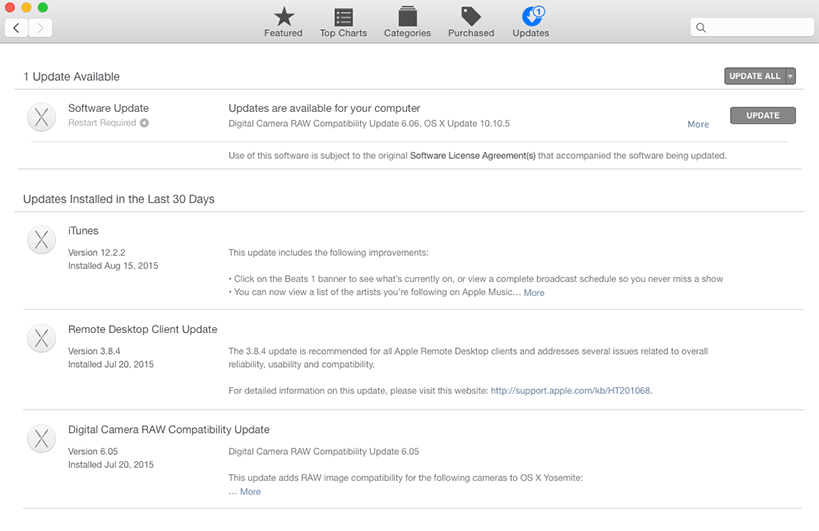 Featured
Top Charts
Categories
Purchased
1
Updates
1 Update Available
UPDATE ALL
Software Update
Restart Required
Updates are available for your computer
Digital Camera RAW Compatibility Update 6.06, OS X Update 10.10.5
More
UPDATE
Use of this software is subject to the original Software License Agreement(s) that accompanied the software being updated.
Updates Installed in the Last 30 Days
iTunes
Version 12.2.2
Installed Aug 15, 2015
This update includes the following improvements:
• Click on the Beats 1 banner to see what's currently on, or view a complete broadcast schedule so you never miss a show
• You can now view a list of the artists you're following on Apple Music… More
Remote Desktop Client Update
Version 3.8.4
Installed Jul 20, 2015
The 3.8.4 update is recommended for all Apple Remote Desktop clients and addresses several issues related to overall
reliability, usability and compatibility.
For detailed information on this update, please visit this website: http://support.apple.com/kb/HT201068.
Digital Camera RAW Compatibility Update
Version 6.05
Installed Jul 20, 2015
Digital Camera RAW Compatibility Update 6.05
This update adds RAW image compatibility for the following cameras to OS X Yosemite:
… More